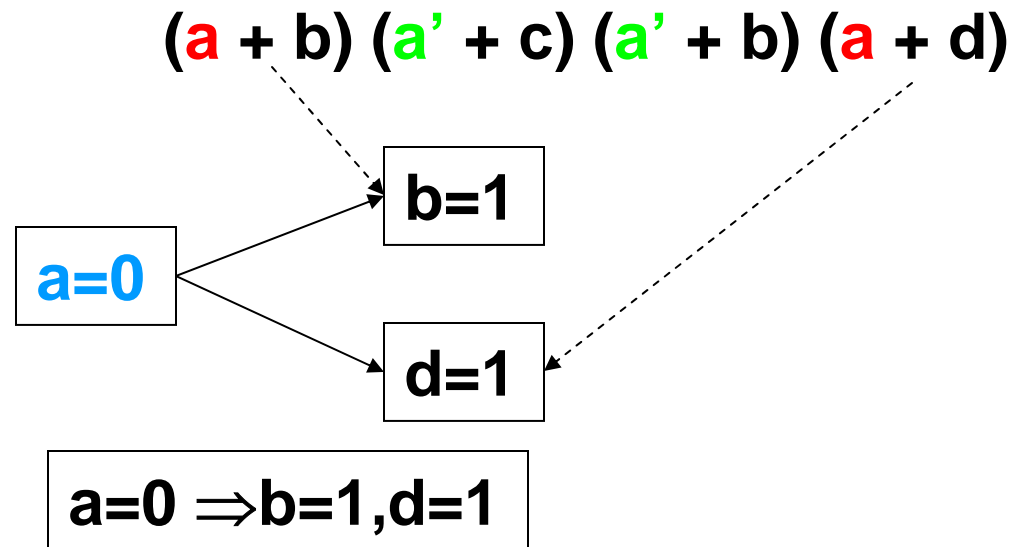 (a + b) (a’ + c) (a’ + b) (a + d)
b=1
a=0
d=1
a=0 ⇒b=1,d=1